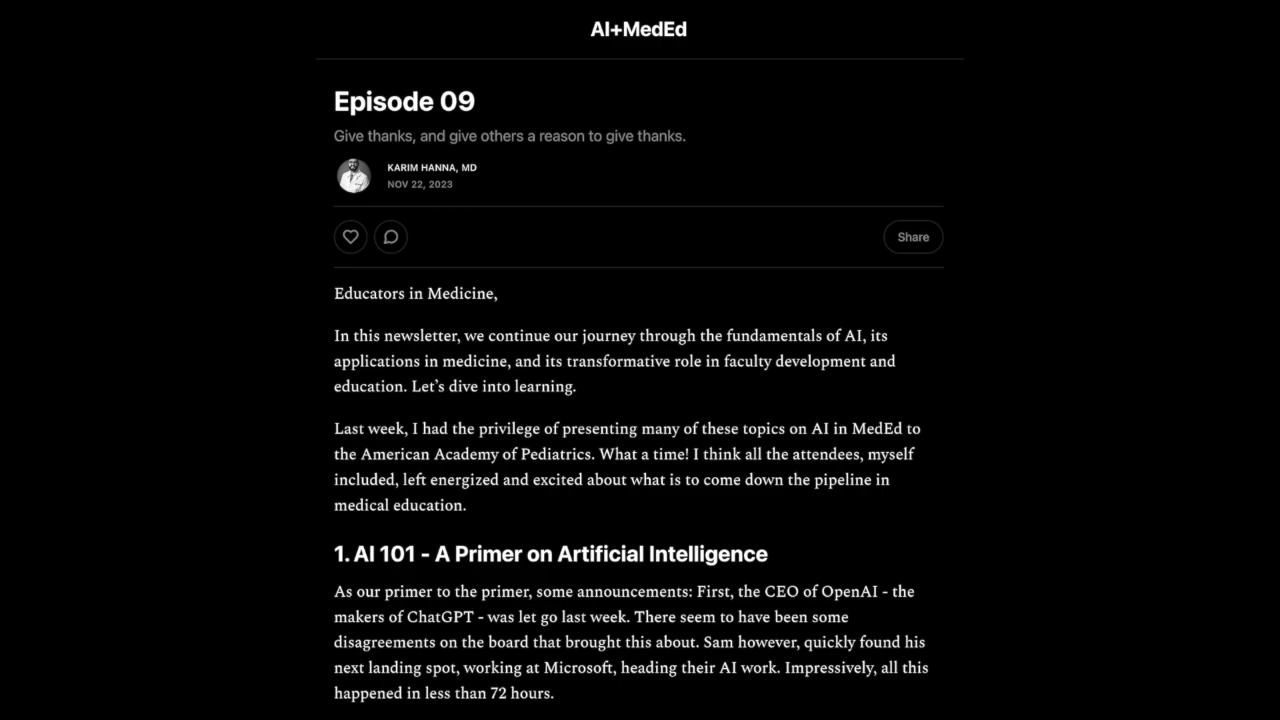 AI+MedEd
Episode 09
Give thanks, and give others a reason to give thanks.
KARIM HANNA, MD
NOV 22, 2023
Share
Educators in Medicine,
In this newsletter, we continue our journey through the fundamentals of AI, its
applications in medicine, and its transformative role in faculty development and
education. Let’s dive into learning.
Last week, I had the privilege of presenting many of these topics on AI in MedEd to
the American Academy of Pediatrics. What a time! I think all the attendees, myself
included, left energized and excited about what is to come down the pipeline in
medical education.
1. AI 101 - A Primer on Artificial Intelligence
As our primer to the primer, some announcements: First, the CEO of OpenAI - the
makers of ChatGPT - was let go last week. There seem to have been some
disagreements on the board that brought this about. Sam however, quickly found his
next landing spot, working at Microsoft, heading their AI work. Impressively, all this
happened in less than 72 hours.